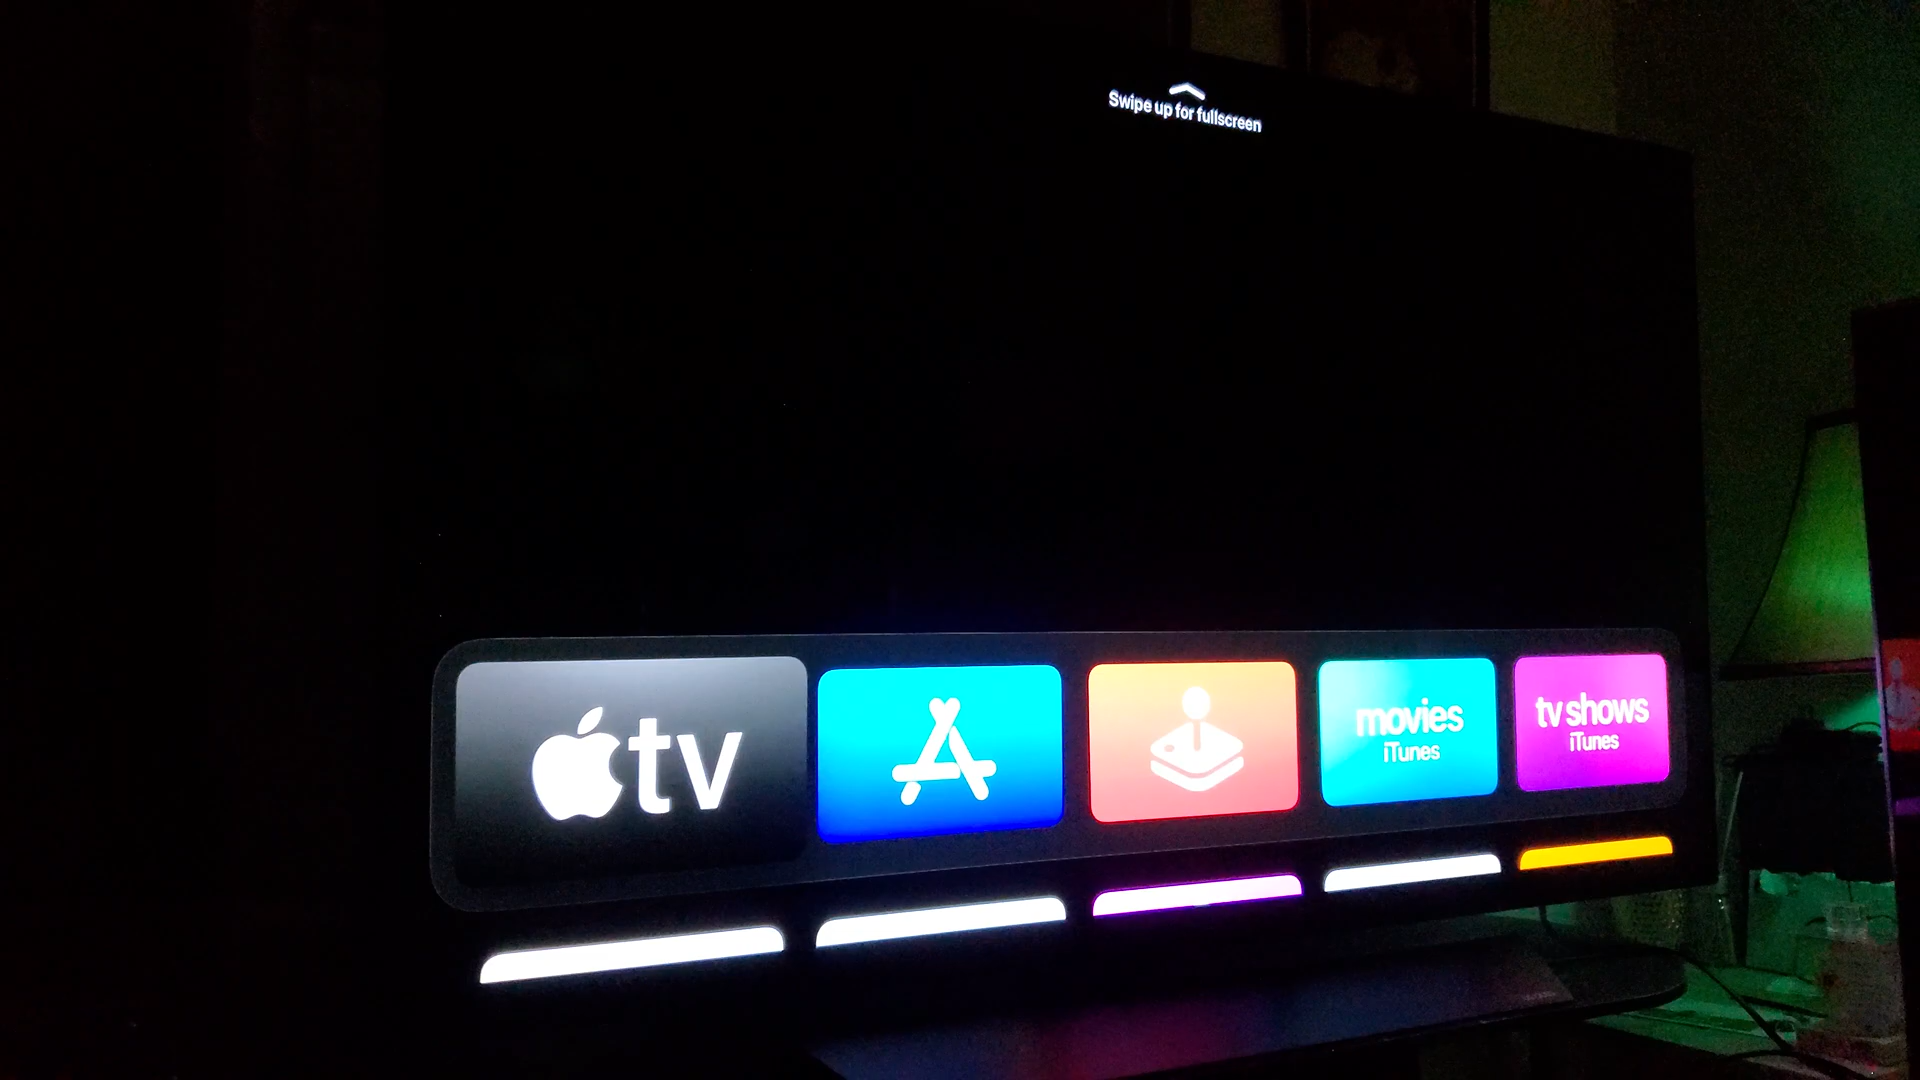 Swipe up for fullscreen
tv
movies
iTunes
tv shows
iTunes